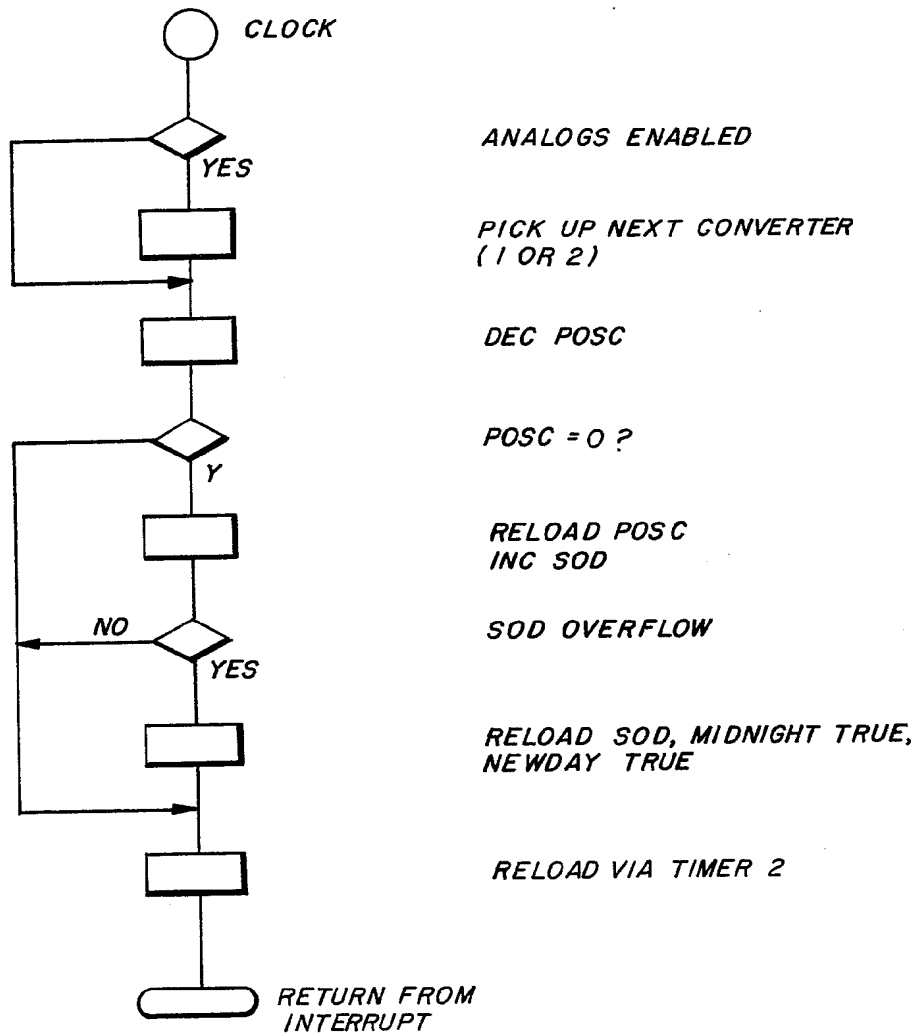 CLOCK
ANALOGS ENABLED
YES
PICK UP NEXT CONVERTER
(1 OR 2)
DEC POSC
POSC = 0 ?
Y
RELOAD POSC
INC SOD
NO
SOD OVERFLOW
YES
RELOAD SOD, MIDNIGHT TRUE,
NEWDAY TRUE
RELOAD VIA TIMER 2
RETURN FROM
INTERRUPT